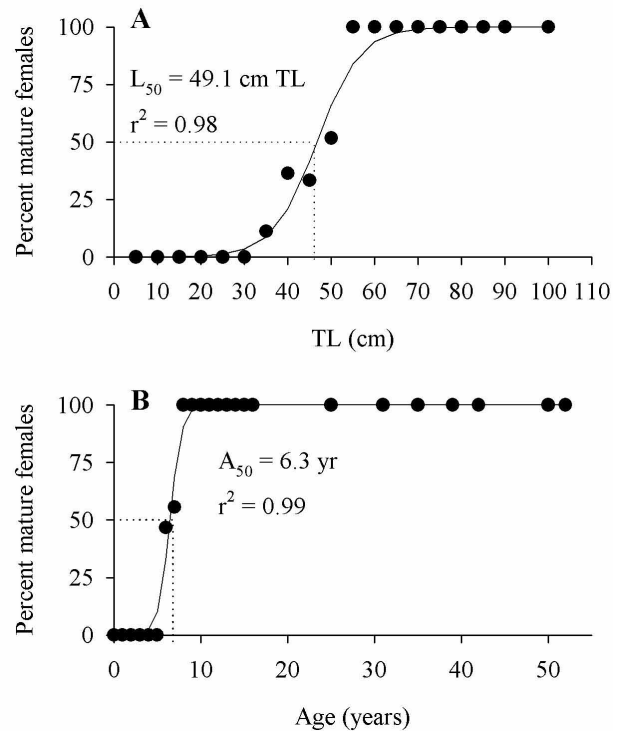 A
100
75
50
25
0
Percent mature females
L50 = 49.1 cm TL
r2 = 0.98
0 10 20 30 40 50 60 70 80 90 100 110
TL (cm)
B
100
75
50
25
0
Percent mature females
A50 = 6.3 yr
r2 = 0.99
0 10 20 30 40 50
Age (years)